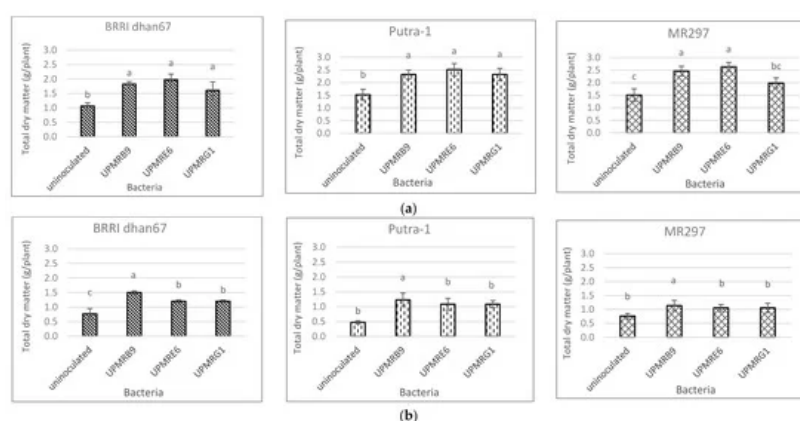 BRRI dhan67
Total dry matter (g/plant)
3.0
2.5
2.0
1.5
1.0
0.5
0.0
b
a
a
a
uninoculated
UPMRB9
UPMRE6
UPMRG1
Bacteria
Putra-1
Total dry matter (g/plant)
3.0
2.5
2.0
1.5
1.0
0.5
0.0
b
a
a
a
uninoculated
UPMRB9
UPMRE6
UPMRG1
Bacteria
MR297
Total dry matter (g/plant)
3.0
2.5
2.0
1.5
1.0
0.5
0.0
c
a
a
bc
uninoculated
UPMRB9
UPMRE6
UPMRG1
Bacteria
(a)
BRRI dhan67
Total dry matter (g/plant)
3.0
2.5
2.0
1.5
1.0
0.5
0.0
c
a
b
b
uninoculated
UPMRB9
UPMRE6
UPMRG1
Bacteria
Putra-1
Total dry matter (g/plant)
3.0
2.5
2.0
1.5
1.0
0.5
0.0
b
a
b
b
uninoculated
UPMRB9
UPMRE6
UPMRG1
Bacteria
MR297
Total dry matter (g/plant)
3.0
2.5
2.0
1.5
1.0
0.5
0.0
b
a
b
b
uninoculated
UPMRB9
UPMRE6
UPMRG1
Bacteria
(b)